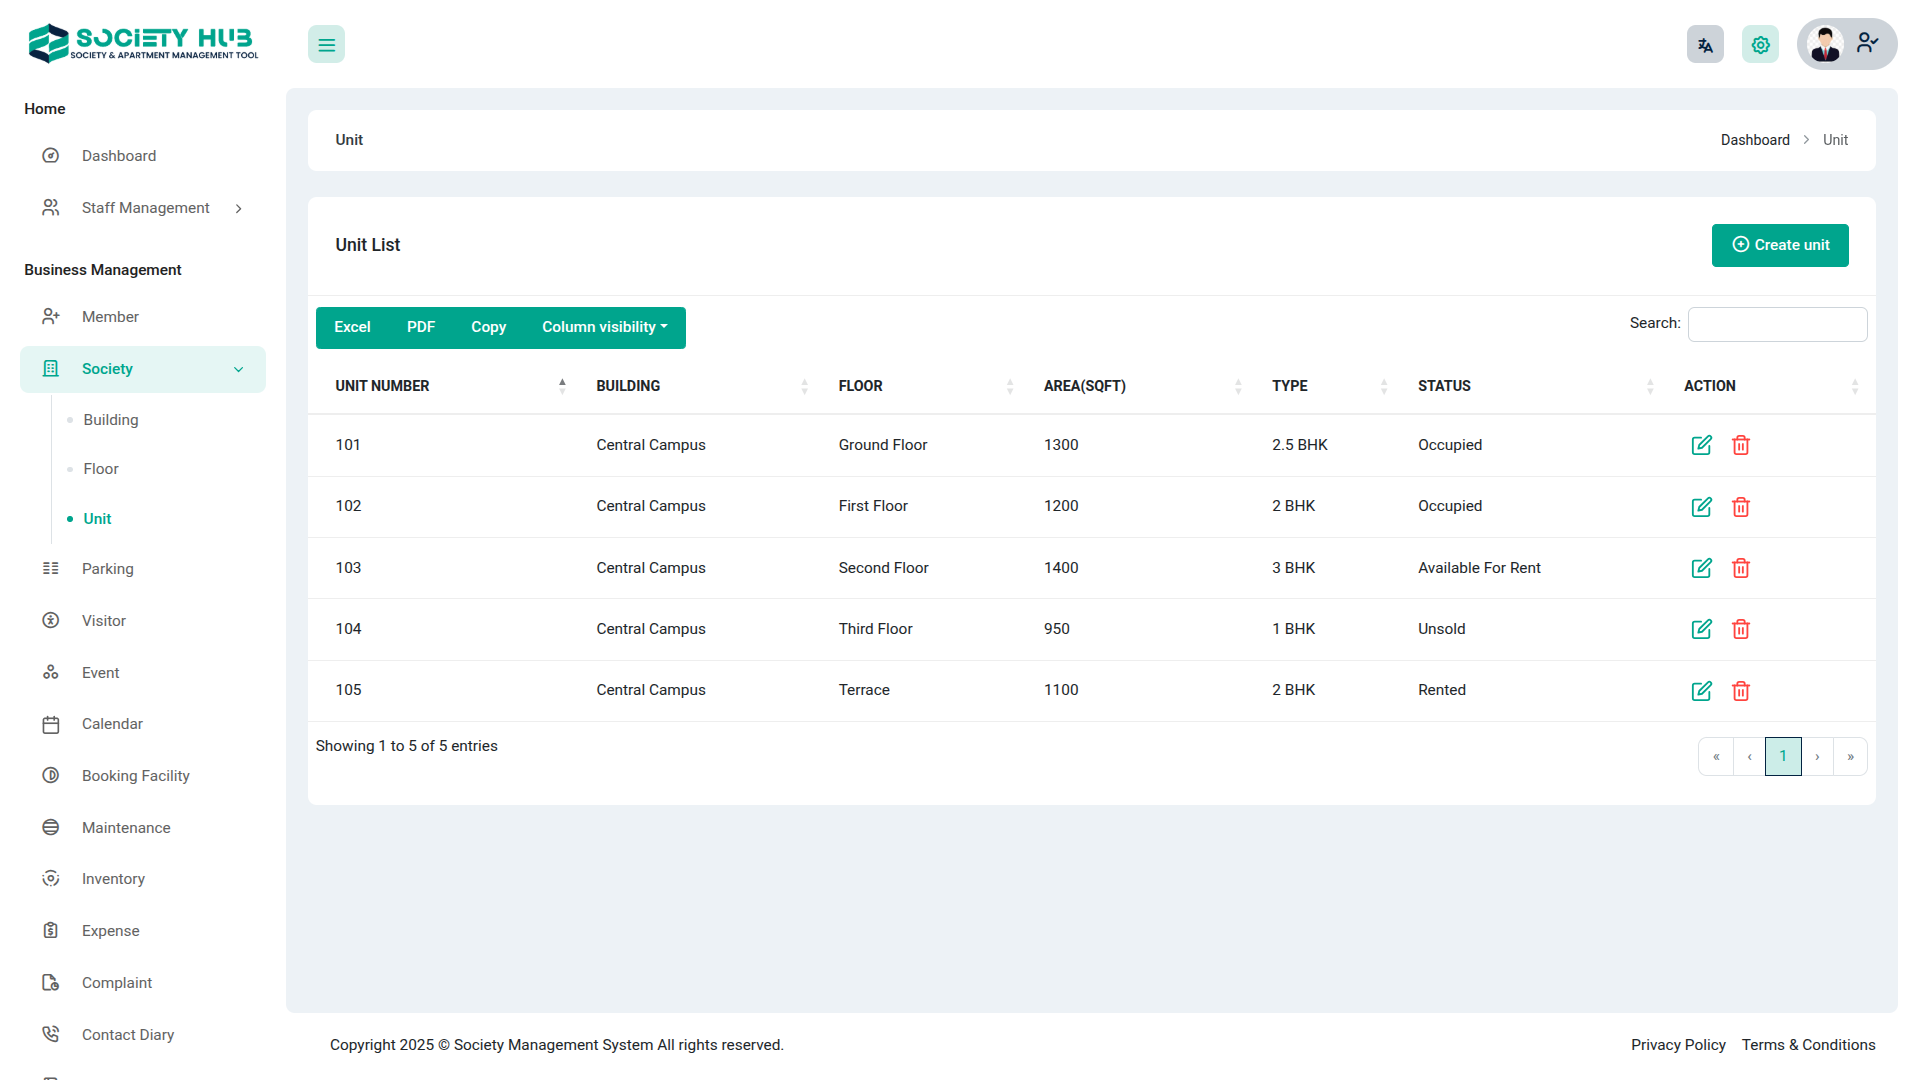 SOCIETY HUB
SOCIETY & APARTMENT MANAGEMENT TOOL
Home
Dashboard
Staff Management
Business Management
Member
Society
Building
Floor
Unit
Parking
Visitor
Event
Calendar
Booking Facility
Maintenance
Inventory
Expense
Complaint
Contact Diary
Unit
Dashboard > Unit
Unit List
Create unit
Excel PDF Copy Column visibility
Search:
UNIT NUMBER BUILDING FLOOR AREA(SQFT) TYPE STATUS ACTION
101 Central Campus Ground Floor 1300 2.5 BHK Occupied
102 Central Campus First Floor 1200 2 BHK Occupied
103 Central Campus Second Floor 1400 3 BHK Available For Rent
104 Central Campus Third Floor 950 1 BHK Unsold
105 Central Campus Terrace 1100 2 BHK Rented
Showing 1 to 5 of 5 entries
« ‹ 1 › »
Copyright 2025 © Society Management System All rights reserved.
Privacy Policy Terms & Conditions